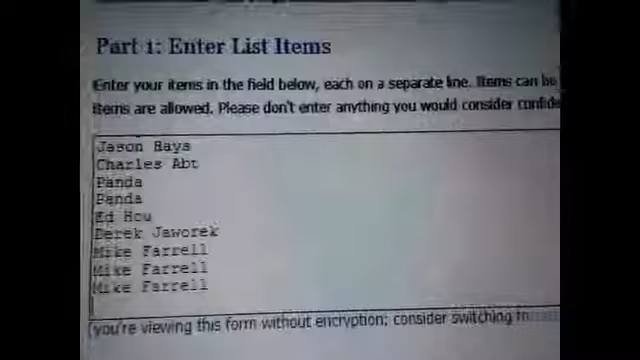 Part 1: Enter List Items
Enter your items in the field below, each on a separate line. Items can be
items are allowed. Please don't enter anything you would consider confide
Jason Hays
Charles Abt
Panda
Panda
Ed Hou
Derek Jaworek
Mike Farrell
Mike Farrell
Mike Farrell
(you're viewing this form without encryption; consider switching to